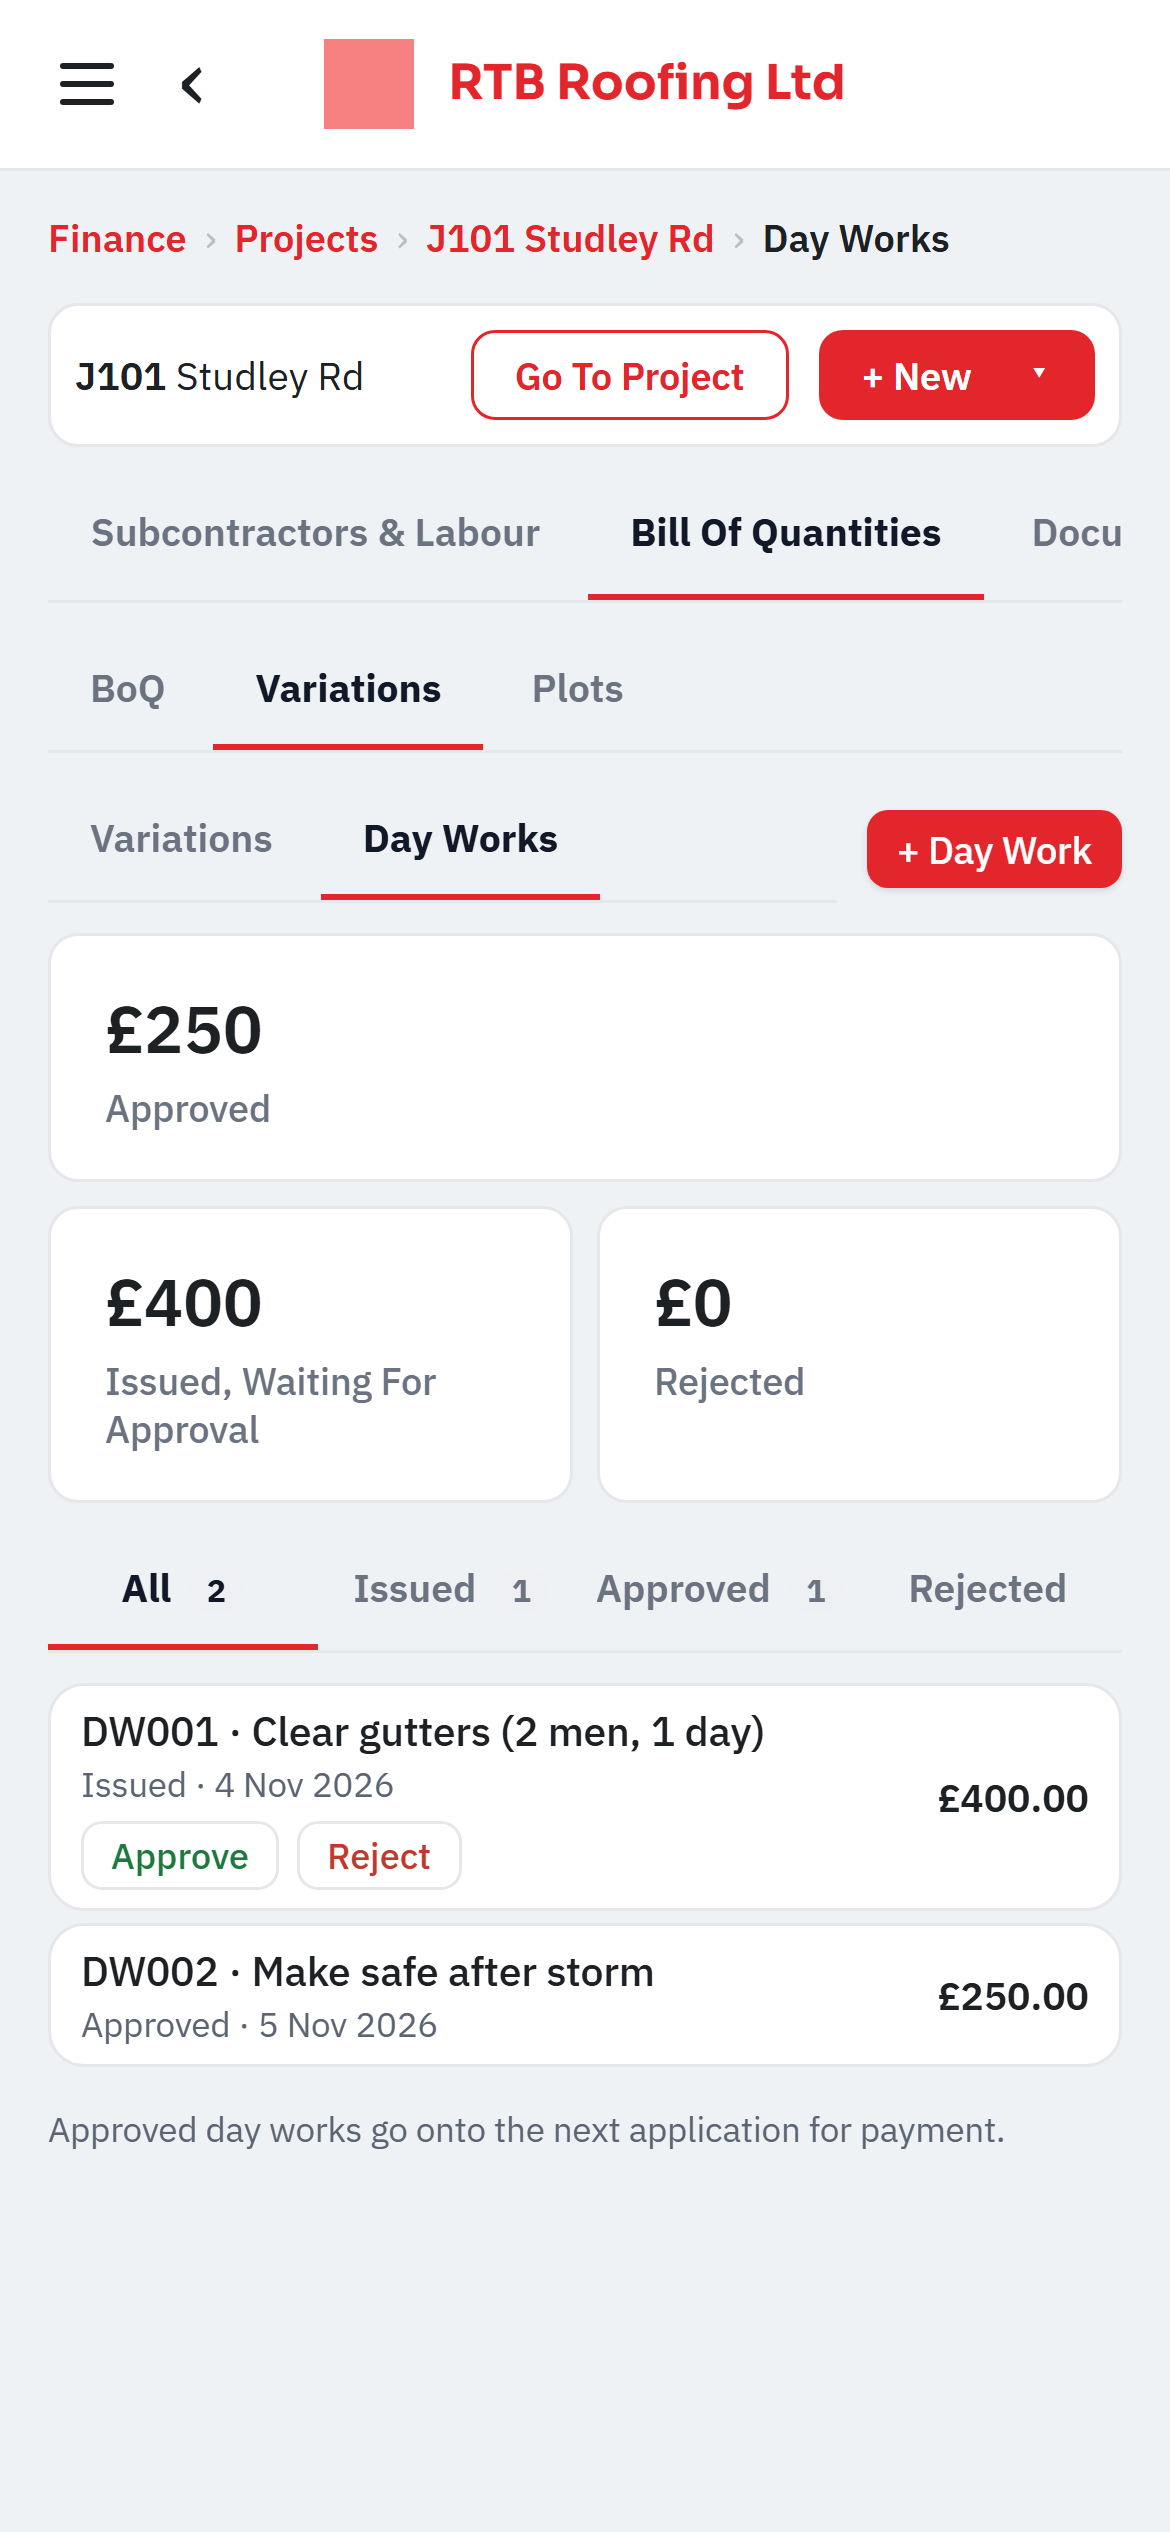 RTB Roofing Ltd
Finance › Projects › J101 Studley Rd › Day Works
J101 Studley Rd
Go To Project
+ New ▼
Subcontractors & Labour
Bill Of Quantities
Docu
BoQ
Variations
Plots
Variations
Day Works
+ Day Work
£250
Approved
£400
Issued, Waiting For
Approval
£0
Rejected
All 2
Issued 1
Approved 1
Rejected
DW001 · Clear gutters (2 men, 1 day)
Issued · 4 Nov 2026
£400.00
Approve
Reject
DW002 · Make safe after storm
Approved · 5 Nov 2026
£250.00
Approved day works go onto the next application for payment.